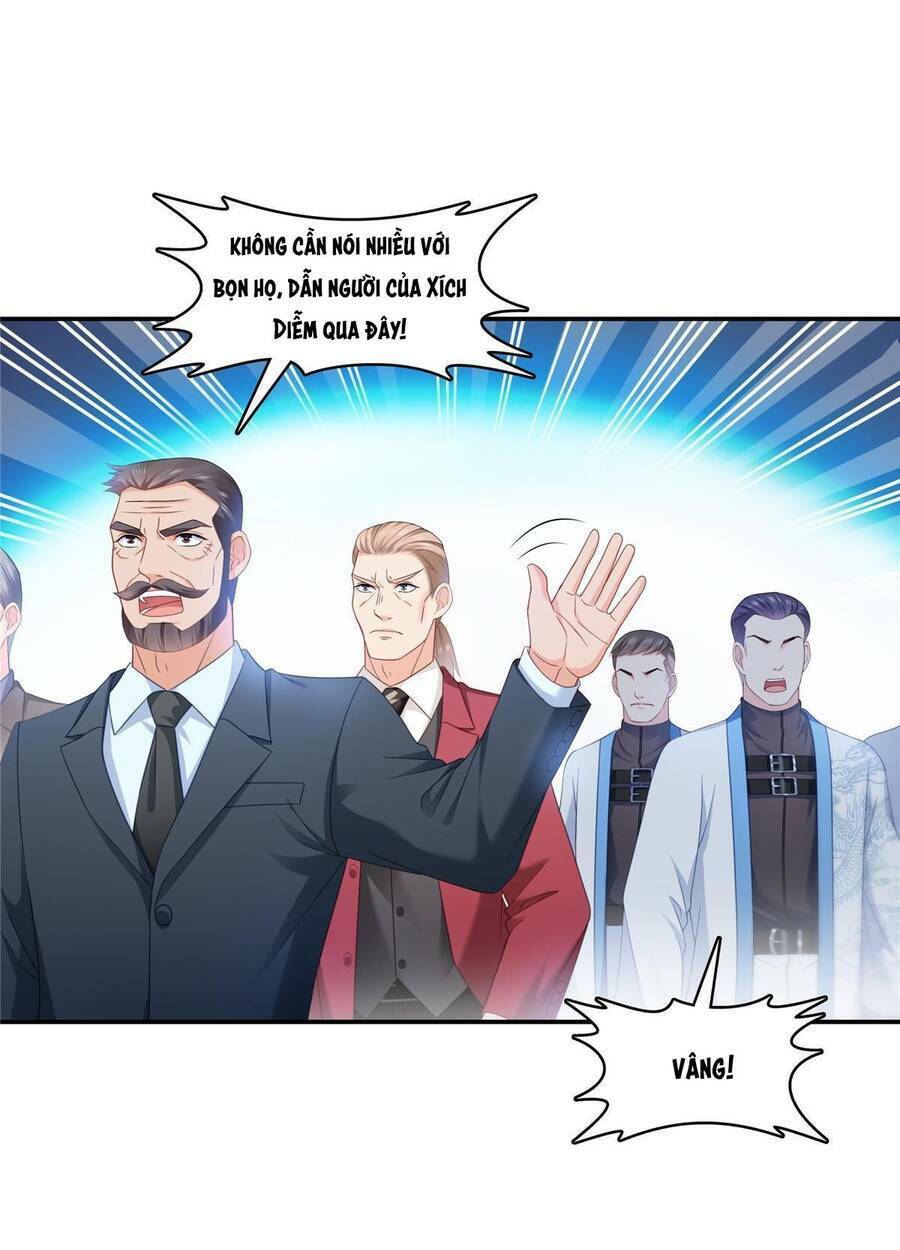 KHÔNG CẦN NÓI NHIỀU VỚI
BỌN HỌ, DẪN NGƯỜI CỦA XÍCH
DIỄM QUA ĐÂY!
VÂNG!